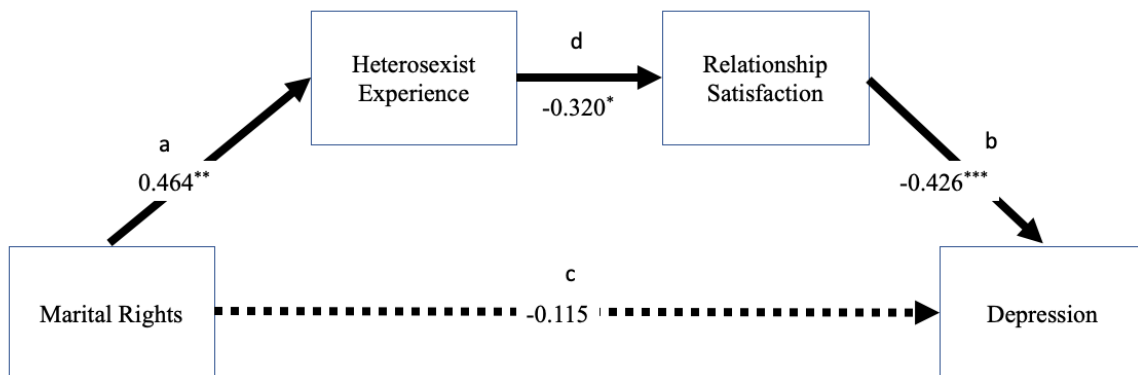 d
Heterosexist
Experience
-0.320*
Relationship
Satisfaction
a
0.464**
b
-0.426***
c
Marital Rights
-0.115
Depression